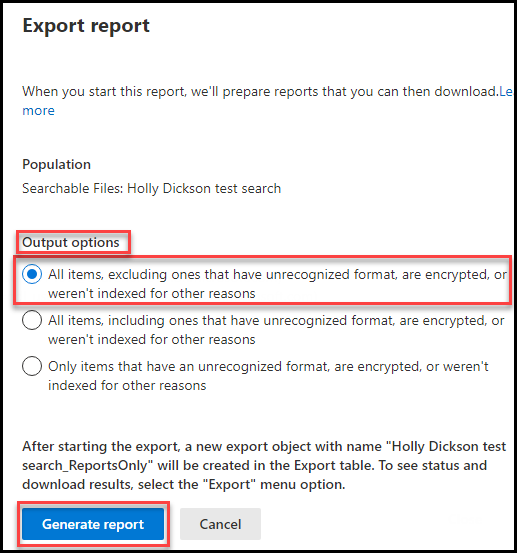 Export report
When you start this report, we'll prepare reports that you can then download.Le
more
Population
Searchable Files: Holly Dickson test search
Output options
All items, excluding ones that have unrecognized format, are encrypted, or
weren't indexed for other reasons
All items, including ones that have unrecognized format, are encrypted, or
weren't indexed for other reasons
Only items that have an unrecognized format, are encrypted, or weren't
indexed for other reasons
After starting the export, a new export object with name "Holly Dickson test
search_ReportsOnly" will be created in the Export table. To see status and
download results, select the "Export" menu option.
Generate report Cancel